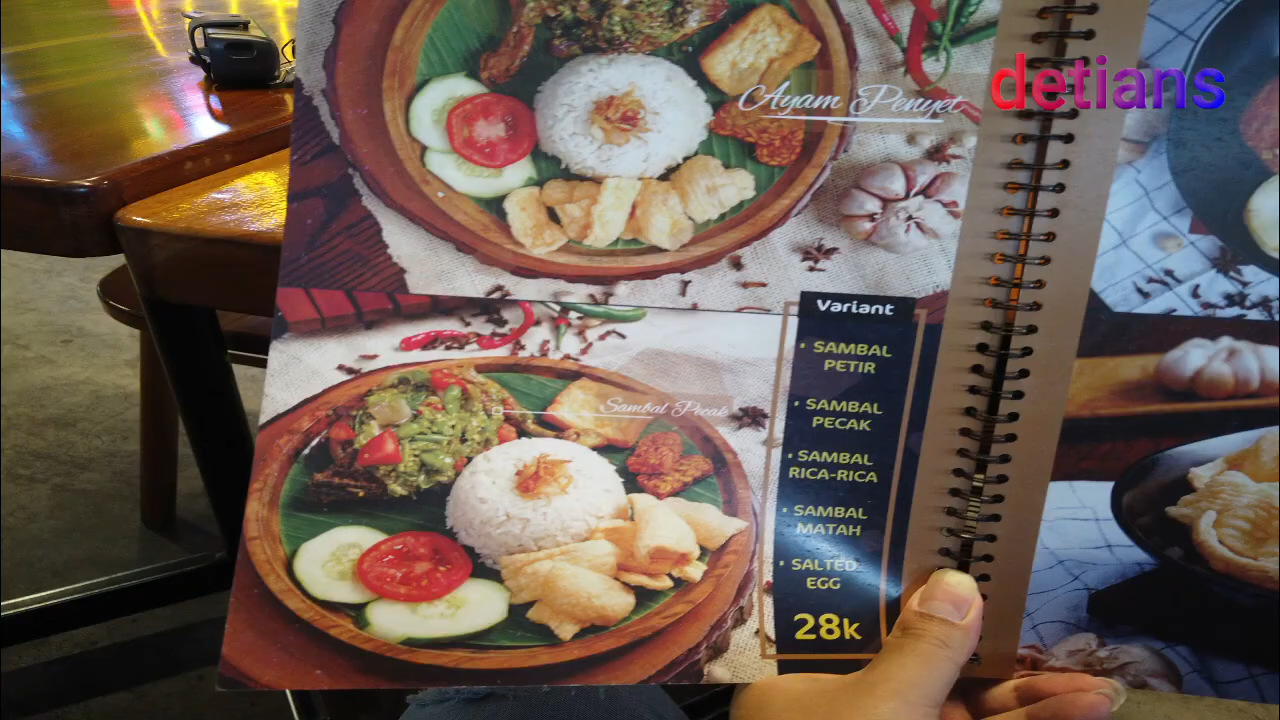 detians
Ayam Penyet
Variant
• SAMBAL
PETIR
• SAMBAL
PECAK
• SAMBAL
RICA-RICA
• SAMBAL
MATAH
• SALTED
EGG
28k
Sambal Pecak